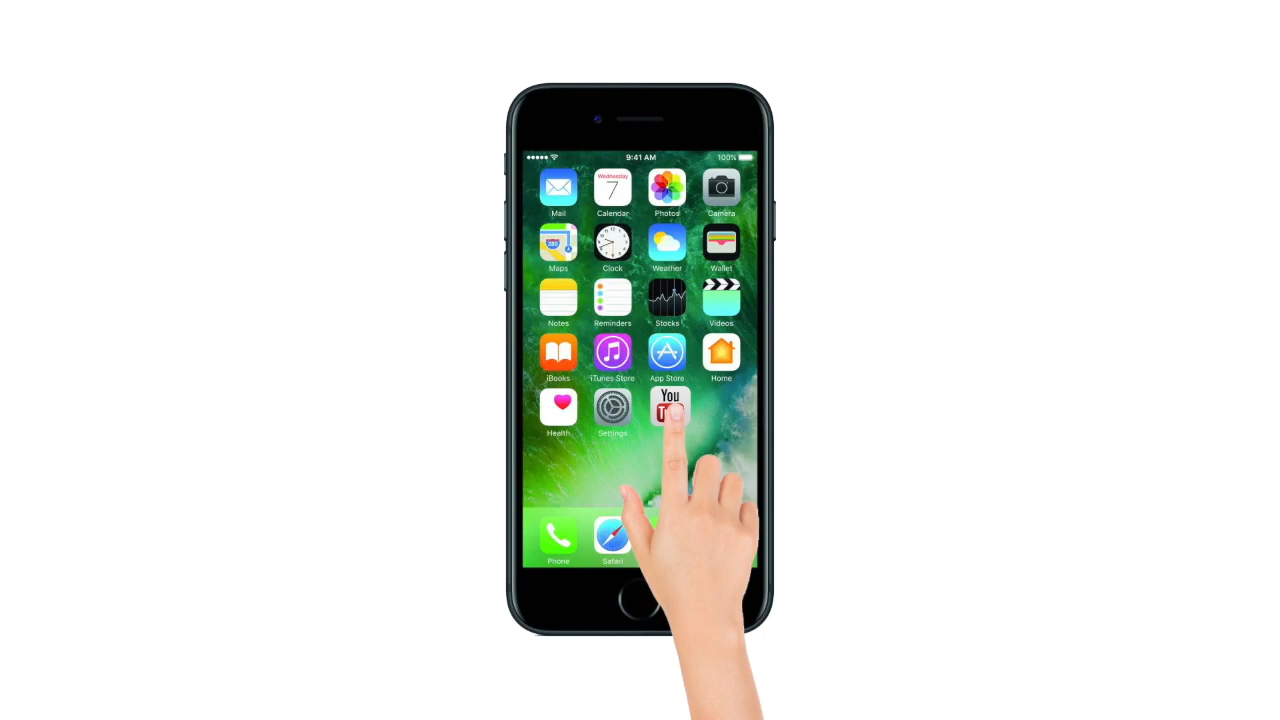 9:41 AM 100%
Wednesday
7
Mail Calendar Photos Camera
280
Maps Clock Weather Wallet
Notes Reminders Stocks Videos
iBooks iTunes Store App Store Home
You
Health Settings
Phone Safari